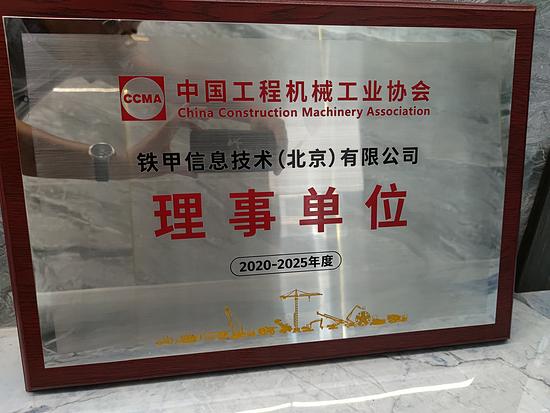 CCMA 中国工程机械工业协会
China Construction Machinery Association
铁甲信息技术(北京)有限公司
理事单位
2020-2025年度